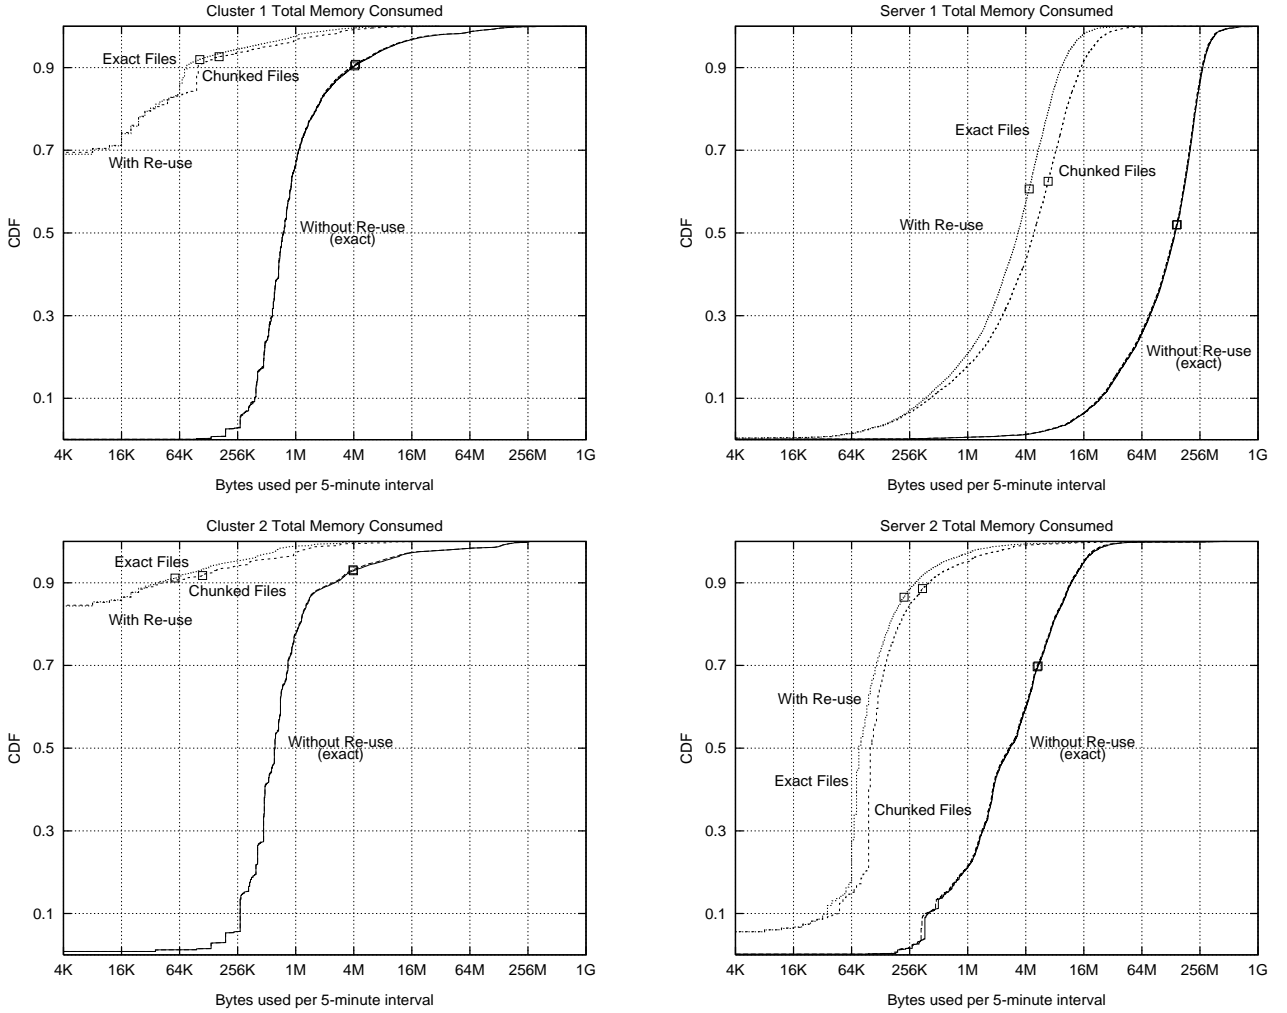 Cluster 1 Total Memory Consumed
CDF
0.9
0.7
0.5
0.3
0.1
Exact Files
Chunked Files
With Re-use
Without Re-use
(exact)
4K 16K 64K 256K 1M 4M 16M 64M 256M 1G
Bytes used per 5-minute interval
Server 1 Total Memory Consumed
CDF
0.9
0.7
0.5
0.3
0.1
Exact Files
Chunked Files
With Re-use
Without Re-use
(exact)
4K 16K 64K 256K 1M 4M 16M 64M 256M 1G
Bytes used per 5-minute interval
Cluster 2 Total Memory Consumed
CDF
0.9
0.7
0.5
0.3
0.1
Exact Files
Chunked Files
With Re-use
Without Re-use
(exact)
4K 16K 64K 256K 1M 4M 16M 64M 256M 1G
Bytes used per 5-minute interval
Server 2 Total Memory Consumed
CDF
0.9
0.7
0.5
0.3
0.1
With Re-use
Without Re-use
(exact)
Exact Files
Chunked Files
4K 16K 64K 256K 1M 4M 16M 64M 256M 1G
Bytes used per 5-minute interval